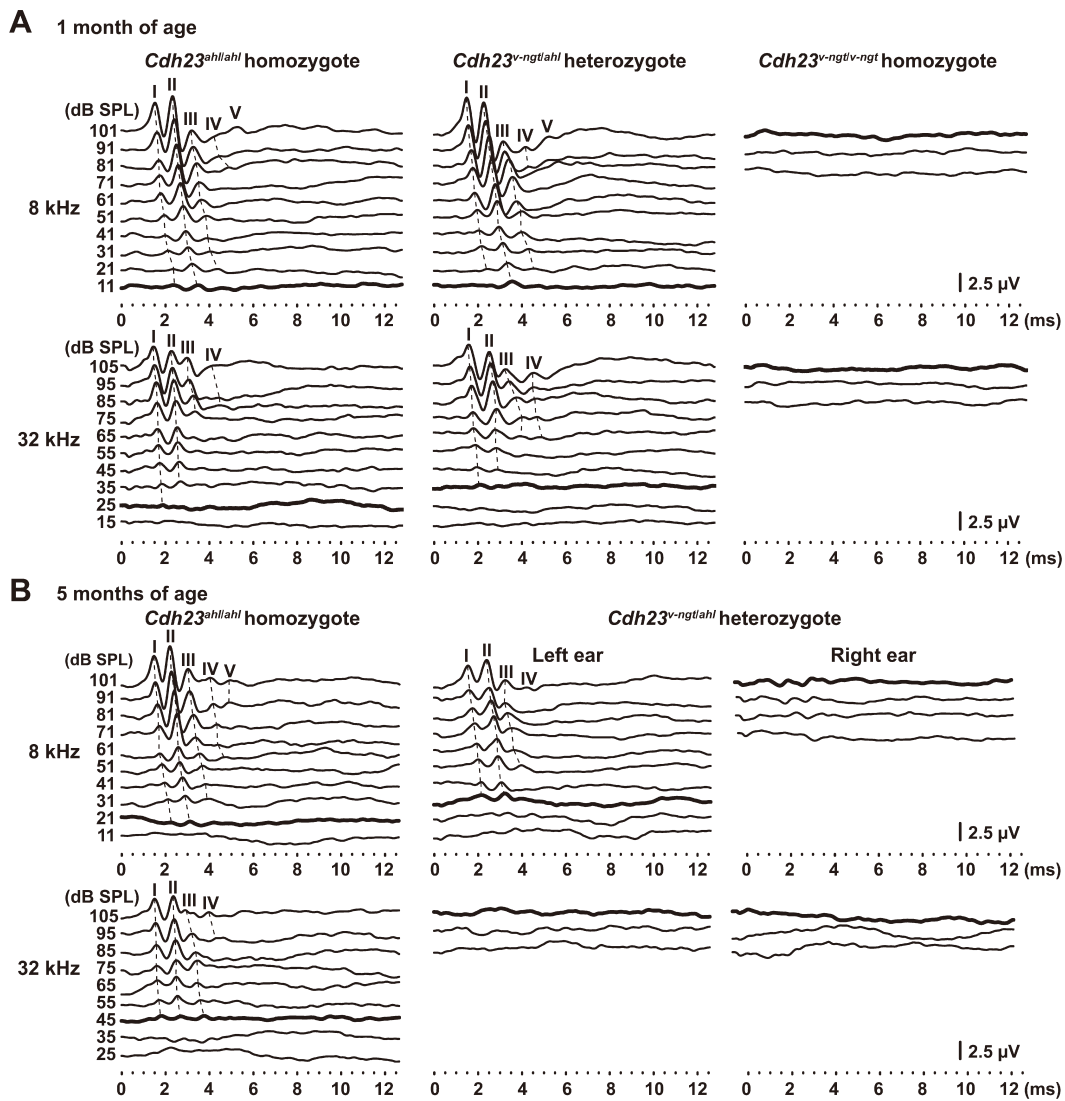 A 1 month of age
Cdh23ahl/ahl homozygote Cdh23v-ngt/ahl heterozygote Cdh23v-ngt/v-ngt homozygote
8 kHz
(dB SPL)
I II III IV V
I II III IV V
101
91
81
71
61
51
41
31
21
11
2.5 µV
0 2 4 6 8 10 12 0 2 4 6 8 10 12 0 2 4 6 8 10 12 (ms)
32 kHz
(dB SPL)
I II III IV
I II III IV
105
95
85
75
65
55
45
35
25
15
2.5 µV
0 2 4 6 8 10 12 0 2 4 6 8 10 12 0 2 4 6 8 10 12 (ms)
B 5 months of age
Cdh23ahl/ahl homozygote Cdh23v-ngt/ahl heterozygote
Left ear Right ear
8 kHz
(dB SPL)
I II III IV V
I II III IV
101
91
81
71
61
51
41
31
21
11
2.5 µV
0 2 4 6 8 10 12 0 2 4 6 8 10 12 0 2 4 6 8 10 12 (ms)
32 kHz
(dB SPL)
I II III IV
105
95
85
75
65
55
45
35
25
2.5 µV
0 2 4 6 8 10 12 0 2 4 6 8 10 12 0 2 4 6 8 10 12 (ms)